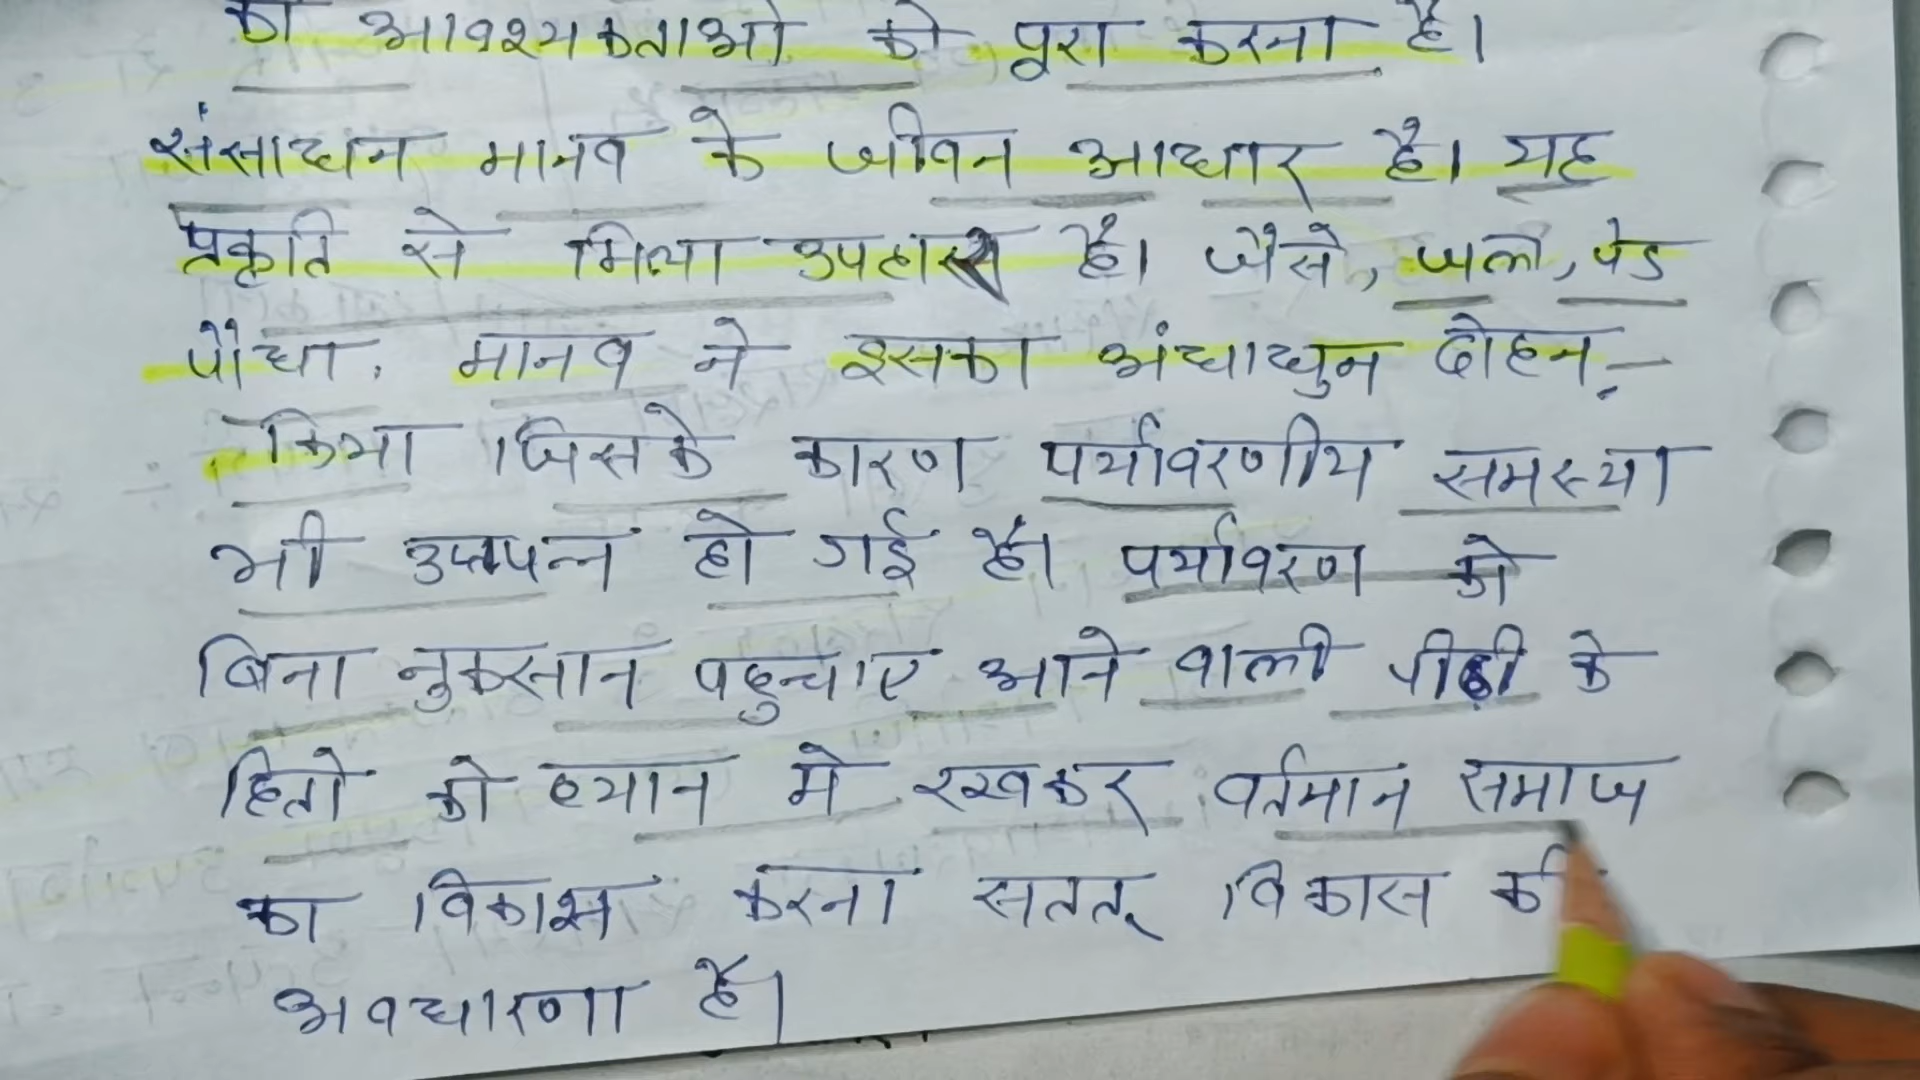 की आवश्यकताओ को पूरा करना है।
संसाधन मानव के जीवन आधार है। यह
प्रकृति से मिला उपहार है। जैसे, जल, पेड
पौधा, मानव ने इसका अंधाधुन दोहन
किया जिसके कारण पर्यावरणीय समस्या
भी उत्पन्न हो गई है। पर्यावरण को
बिना नुकसान पहुन्चाए आने वाली पीढी के
हितो को ध्यान मे रखकर वर्तमान समाज
का विकाश करना सतत् विकास की
अवधारणा है।